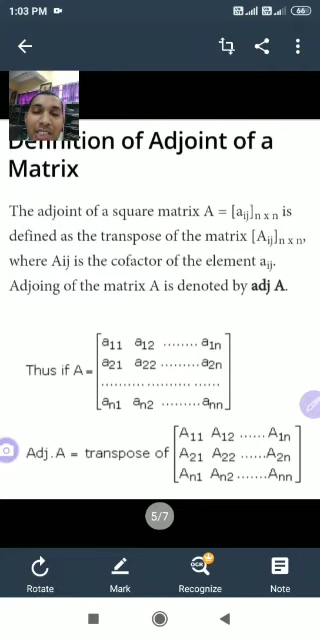 1:03 PM
66
Definition of Adjoint of a
Matrix
The adjoint of a square matrix A = [aij]n x n is
defined as the transpose of the matrix [Aij]n x n,
where Aij is the cofactor of the element aij.
Adjoing of the matrix A is denoted by adj A.
a11 a12 ........ a1n
Thus if A = a21 a22 ......... a2n
.................... ......
an1 an2 ......... ann
A11 A12 ...... A1n
Adj. A = transpose of A21 A22 ...... A2n
An1 An2 ....... Ann
5/7
OCR
Rotate Mark Recognize Note